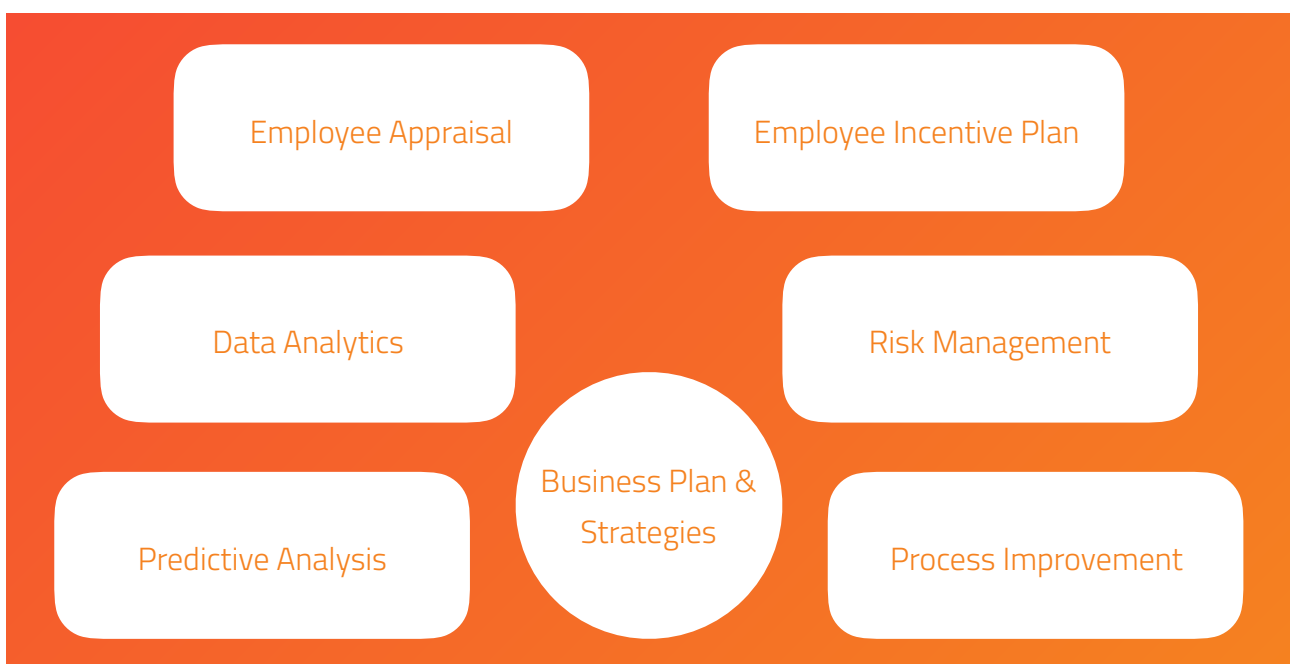 Employee Appraisal
Employee Incentive Plan
Data Analytics
Risk Management
Business Plan &
Strategies
Predictive Analysis
Process Improvement